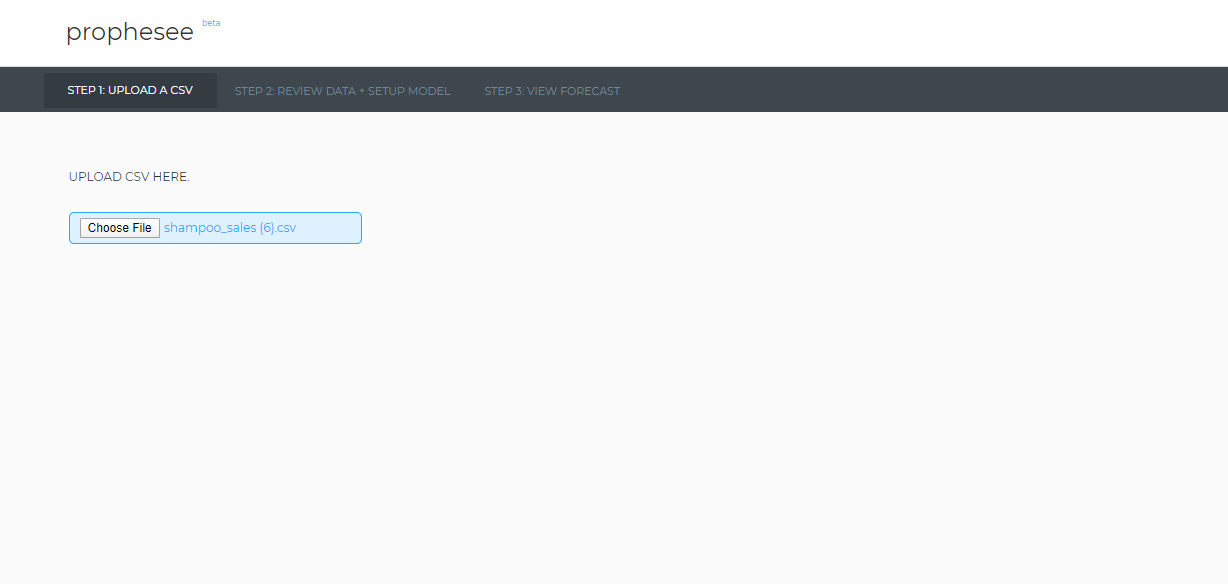 prophesee beta
STEP 1: UPLOAD A CSV STEP 2: REVIEW DATA + SETUP MODEL STEP 3: VIEW FORECAST
UPLOAD CSV HERE.
Choose File shampoo_sales (6).csv